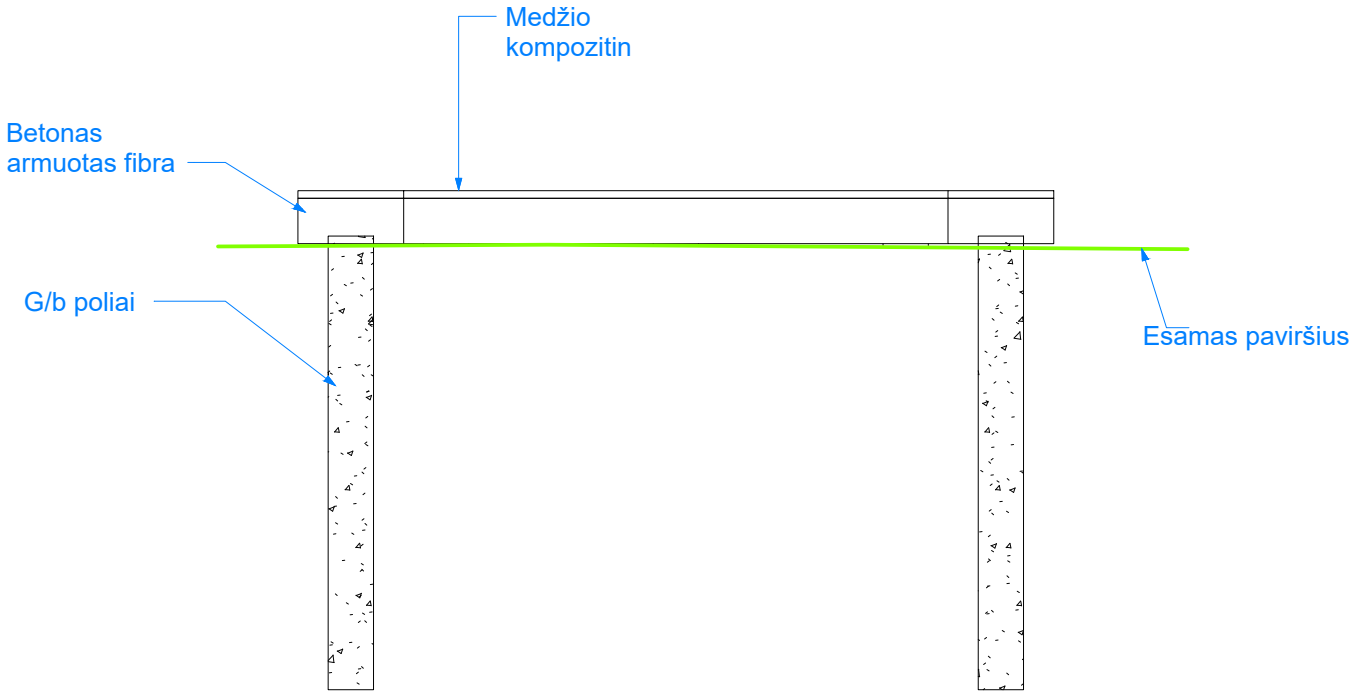 Medžio
kompozitin
Betonas
armuotas fibra
G/b poliai
Esamas paviršius